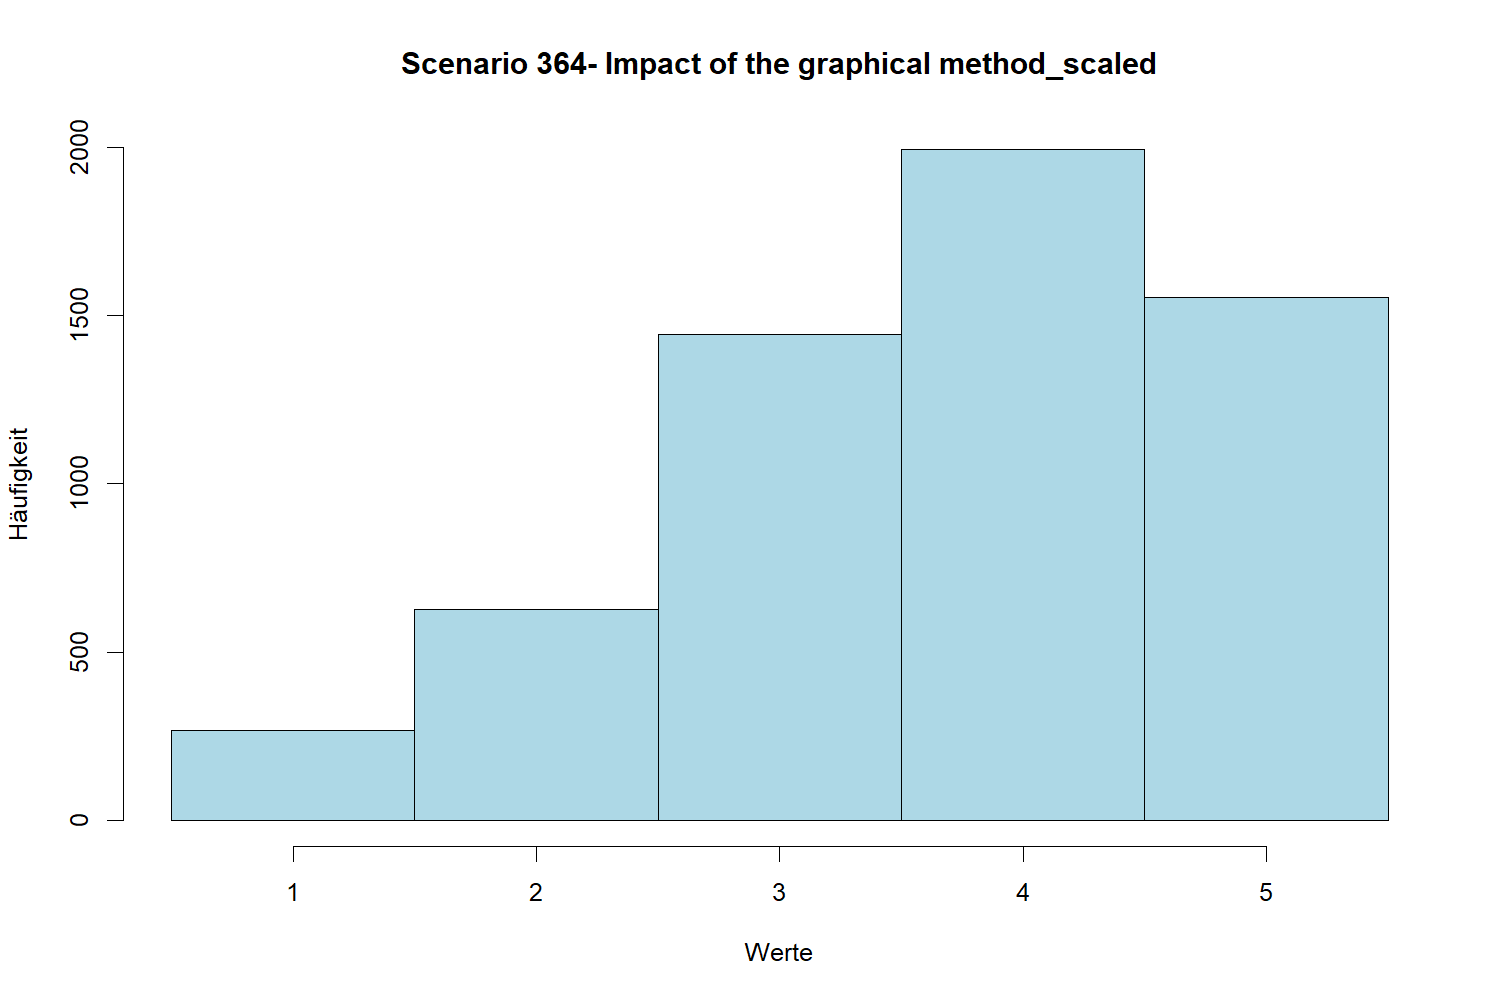 Scenario 364- Impact of the graphical method_scaled
2000
1500
1000
500
0
Häufigkeit
1 2 3 4 5
Werte